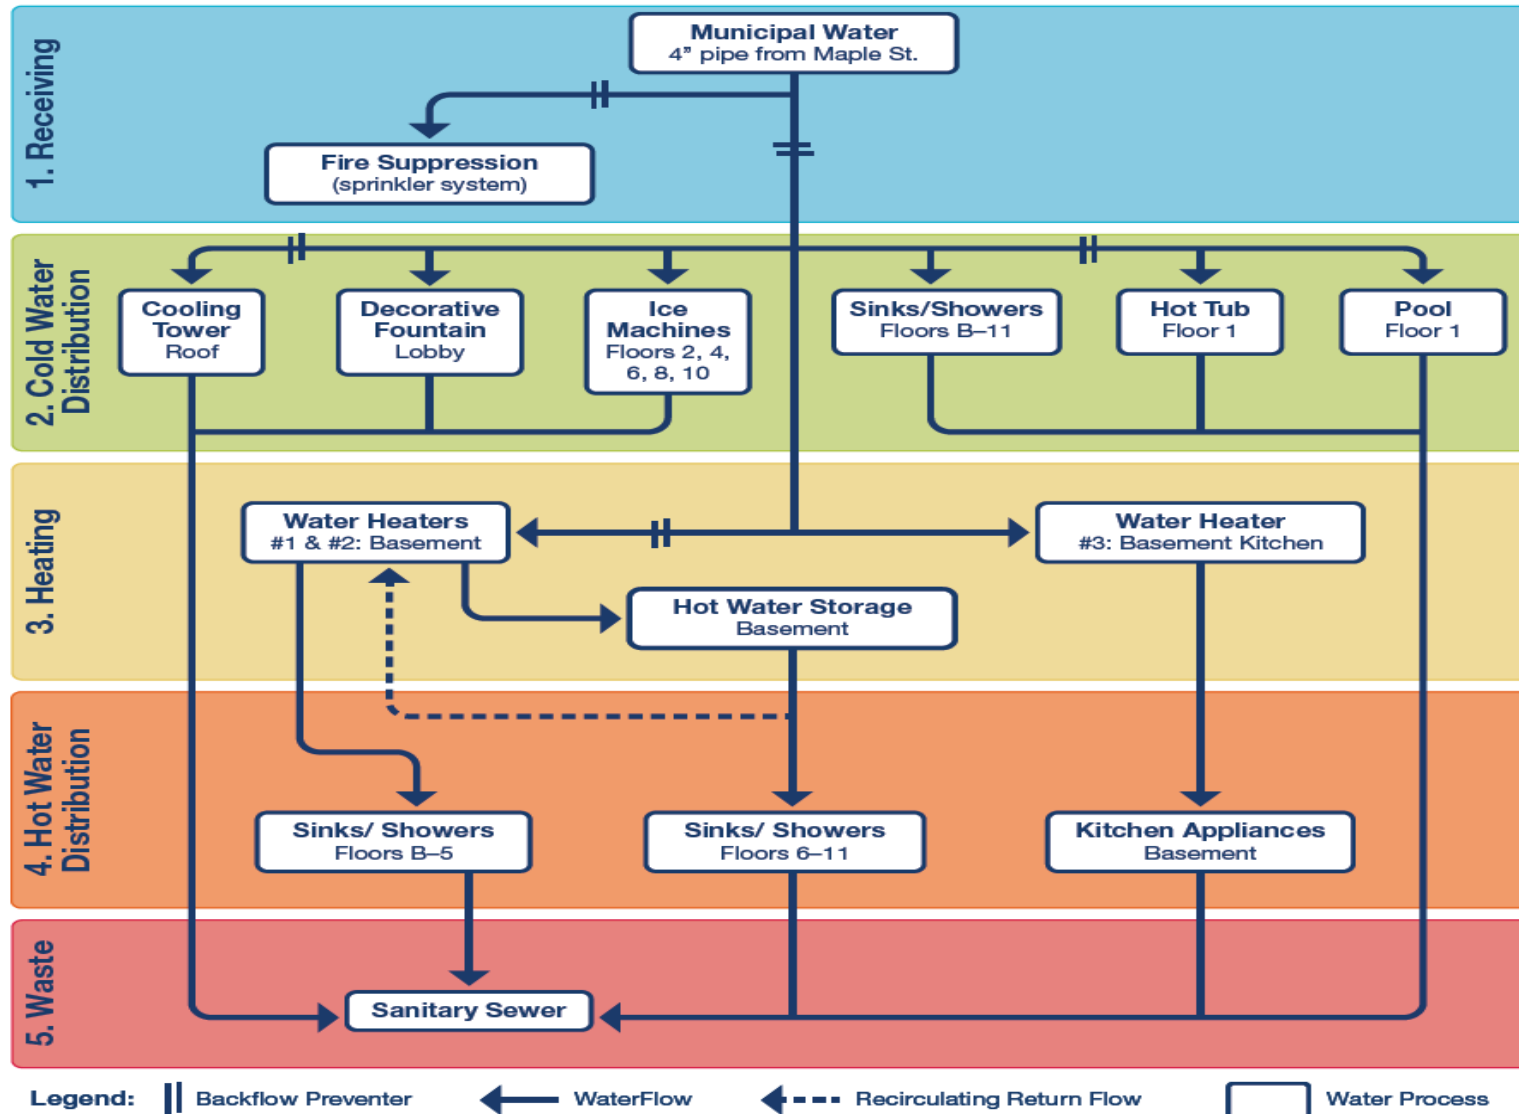 1. Receiving
Municipal Water
4” pipe from Maple St.
Fire Suppression
(sprinkler system)
2. Cold Water
Distribution
Cooling
Tower
Roof
Decorative
Fountain
Lobby
Ice
Machines
Floors 2, 4,
6, 8, 10
Sinks/Showers
Floors B–11
Hot Tub
Floor 1
Pool
Floor 1
3. Heating
Water Heaters
#1 & #2: Basement
Water Heater
#3: Basement Kitchen
Hot Water Storage
Basement
4. Hot Water
Distribution
Sinks/ Showers
Floors B–5
Sinks/ Showers
Floors 6–11
Kitchen Appliances
Basement
5. Waste
Sanitary Sewer
Legend:
Backflow Preventer
WaterFlow
Recirculating Return Flow
Water Process